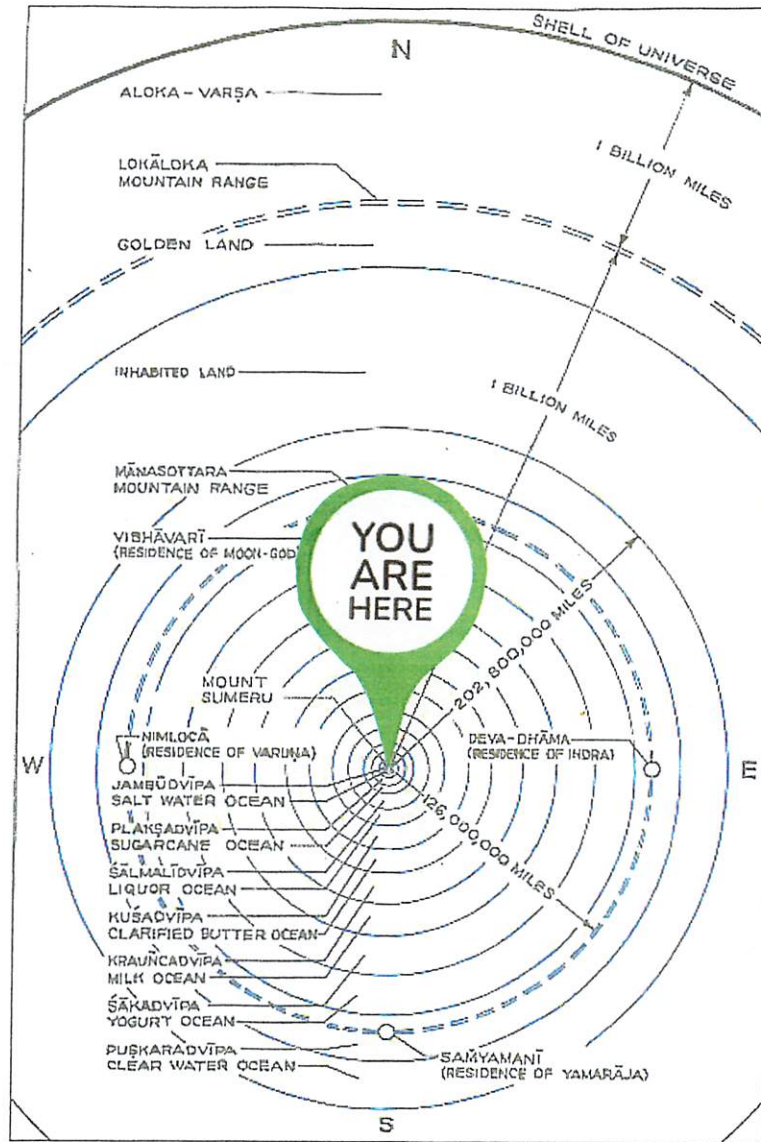 SHELL OF UNIVERSE
N
ALOKA-VARṢA
1 BILLION MILES
LOKĀLOKA
MOUNTAIN RANGE
GOLDEN LAND
INHABITED LAND
1 BILLION MILES
MĀNASOTTARA
MOUNTAIN RANGE
VIBHĀVARĪ
(RESIDENCE OF MOON-GOD
YOU
ARE
HERE
202,800,000 MILES
MOUNT
SUMERU
NIMLOCĀ
(RESIDENCE OF VARUṆA)
DEVA-DHĀMA
(RESIDENCE OF INDRA)
W
E
JAMBŪDVĪPA
SALT WATER OCEAN
126,000,000 MILES
PLAKṢADVĪPA
SUGARCANE OCEAN
ŚĀLMALĪDVĪPA
LIQUOR OCEAN
KUŚADVĪPA
CLARIFIED BUTTER OCEAN
KRAUÑCADVĪPA
MILK OCEAN
ŚĀKADVĪPA
YOGURT OCEAN
PUṢKARADVĪPA
CLEAR WATER OCEAN
SAṀYAMANĪ
(RESIDENCE OF YAMARĀJA)
S